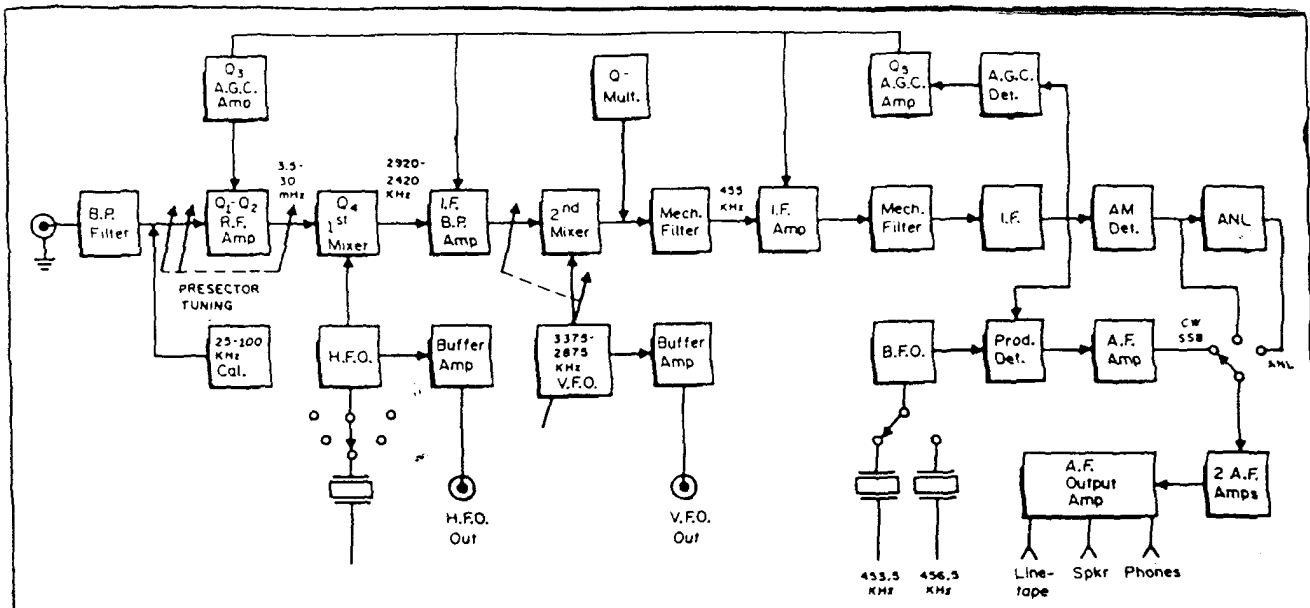 Q3
A.G.C.
Amp
Q-
Mult.
Q5
A.G.C.
Amp
A.G.C.
Det.
3.5-
30
mHz
2920-
2420
KHz
455
KHz
B.P.
Filter
Q1-Q2
R.F.
Amp
Q4
1st
Mixer
I.F.
B.P.
Amp
2nd
Mixer
Mech.
Filter
I.F.
Amp
Mech.
Filter
I.F.
AM
Det.
ANL
PRESECTOR
TUNING
25-100
KHz
Cal.
H.F.O.
Buffer
Amp
3375-
2875
KHz
V.F.O.
Buffer
Amp
B.F.O.
Prod.
Det.
A.F.
Amp
CW
SSB
ANL
H.F.O.
Out
V.F.O.
Out
453.5
KHz
456.5
KHz
A.F.
Output
Amp
2 A.F.
Amps
Line-
tape
Spkr
Phones